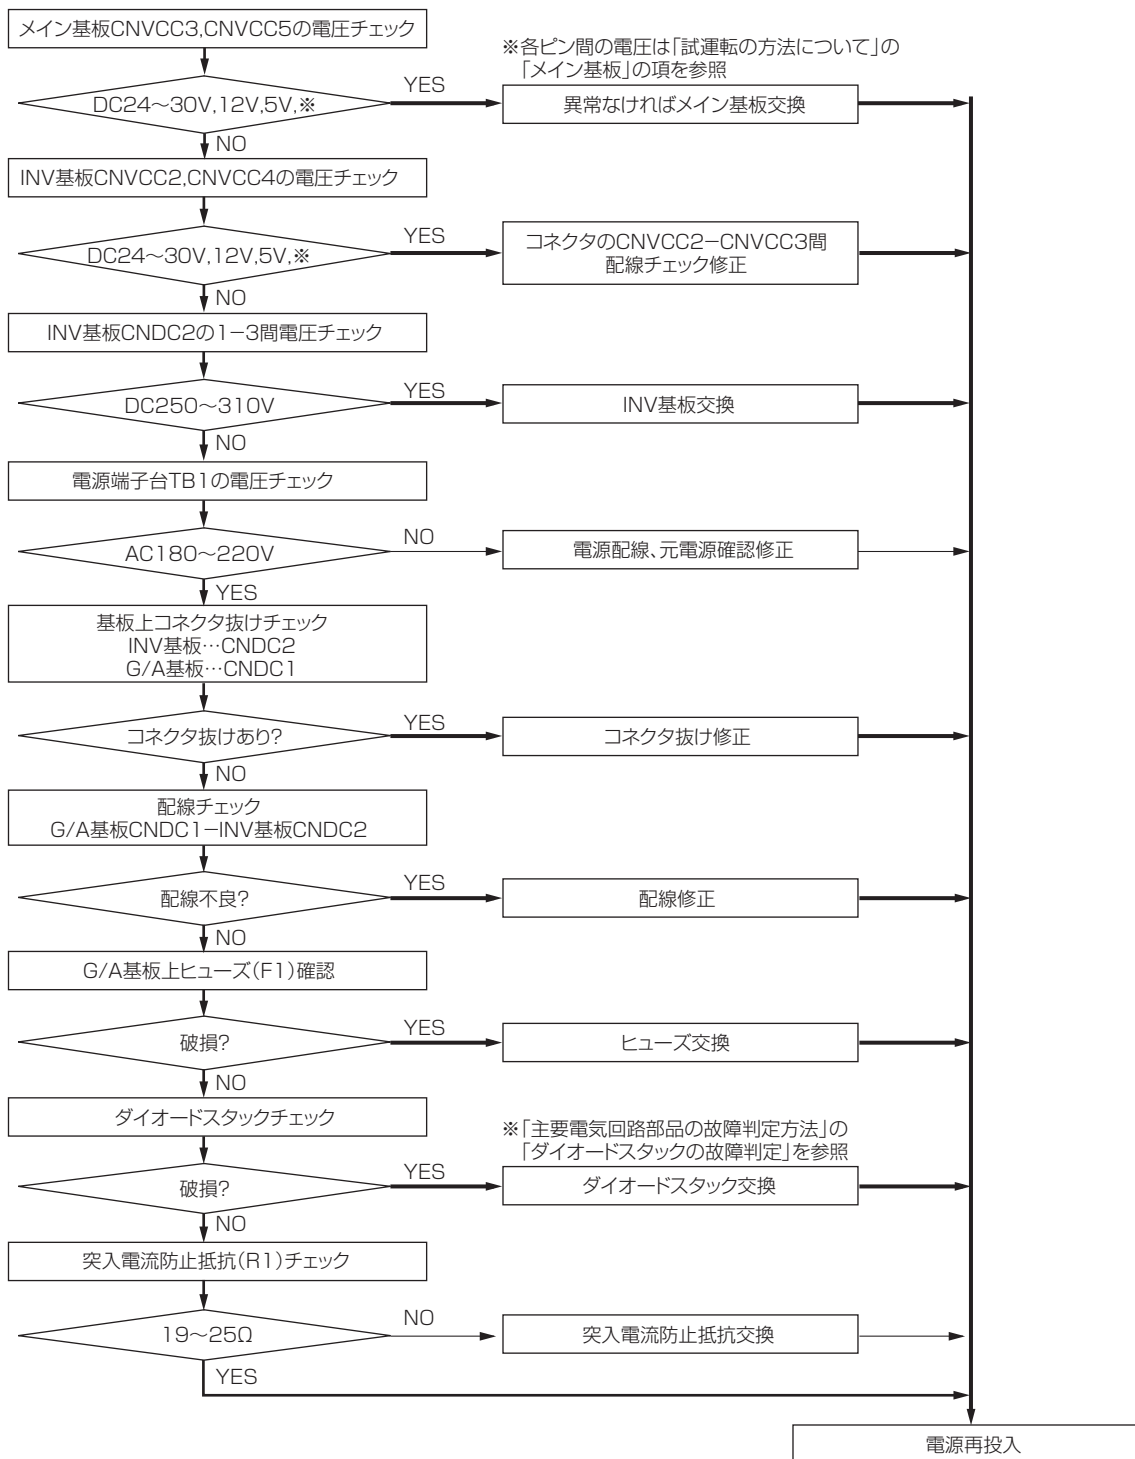 メイン基板CNVCC3,CNVCC5の電圧チェック
※各ピン間の電圧は「試運転の方法について」の
「メイン基板」の項を参照
DC24〜30V,12V,5V,※
YES
異常なければメイン基板交換
NO
INV基板CNVCC2,CNVCC4の電圧チェック
DC24〜30V,12V,5V,※
YES
コネクタのCNVCC2−CNVCC3間
配線チェック修正
NO
INV基板CNDC2の1−3間電圧チェック
DC250〜310V
YES
INV基板交換
NO
電源端子台TB1の電圧チェック
AC180〜220V
NO
電源配線、元電源確認修正
YES
基板上コネクタ抜けチェック
INV基板…CNDC2
G/A基板…CNDC1
コネクタ抜けあり?
YES
コネクタ抜け修正
NO
配線チェック
G/A基板CNDC1−INV基板CNDC2
配線不良?
YES
配線修正
NO
G/A基板上ヒューズ(F1)確認
破損?
YES
ヒューズ交換
NO
ダイオードスタックチェック
※「主要電気回路部品の故障判定方法」の
「ダイオードスタックの故障判定」を参照
破損?
YES
ダイオードスタック交換
NO
突入電流防止抵抗(R1)チェック
19〜25Ω
NO
突入電流防止抵抗交換
YES
電源再投入